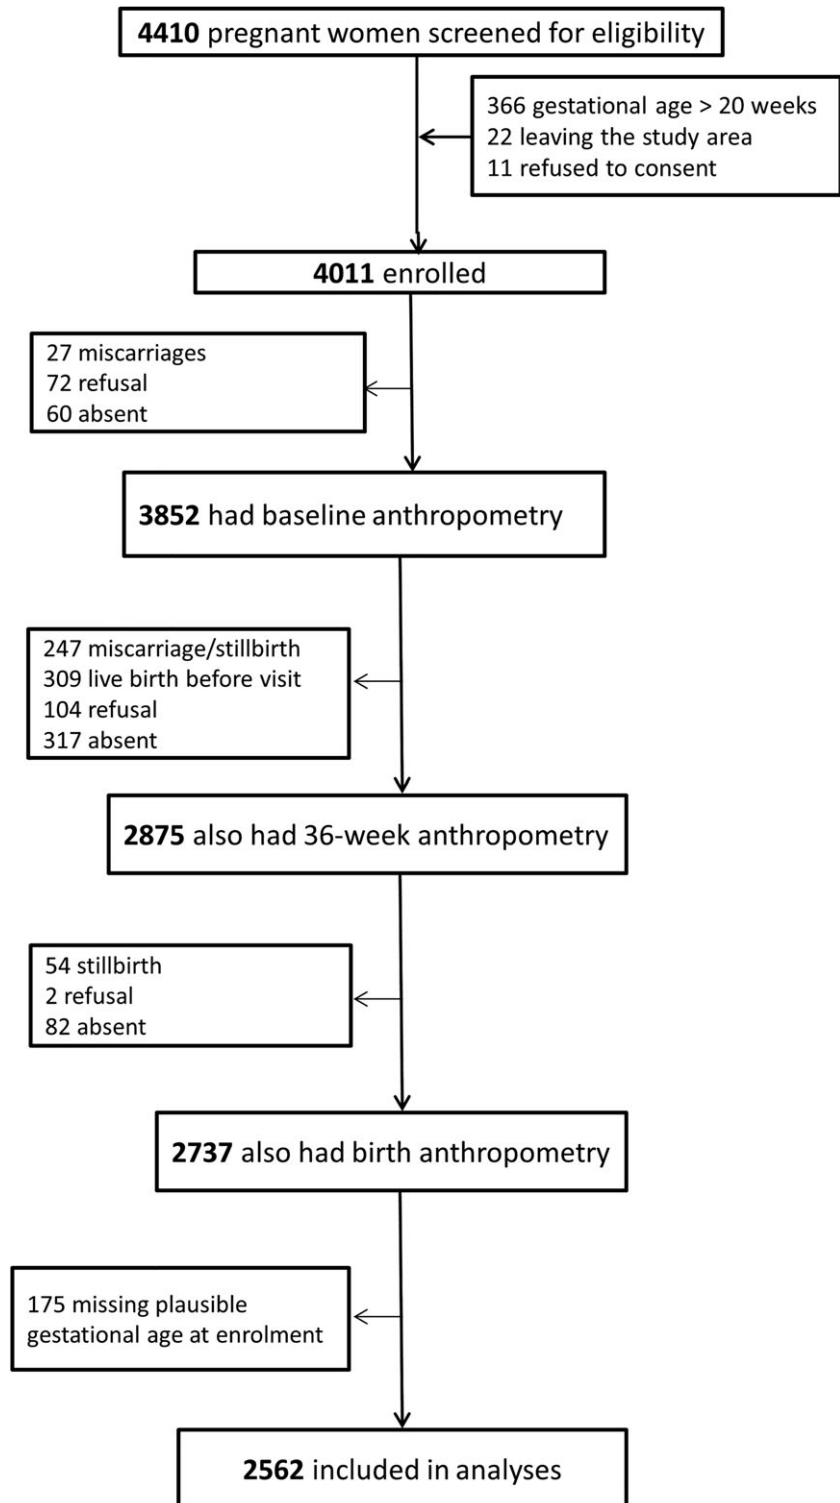 4410 pregnant women screened for eligibility
366 gestational age > 20 weeks
22 leaving the study area
11 refused to consent
4011 enrolled
27 miscarriages
72 refusal
60 absent
3852 had baseline anthropometry
247 miscarriage/stillbirth
309 live birth before visit
104 refusal
317 absent
2875 also had 36-week anthropometry
54 stillbirth
2 refusal
82 absent
2737 also had birth anthropometry
175 missing plausible
gestational age at enrolment
2562 included in analyses